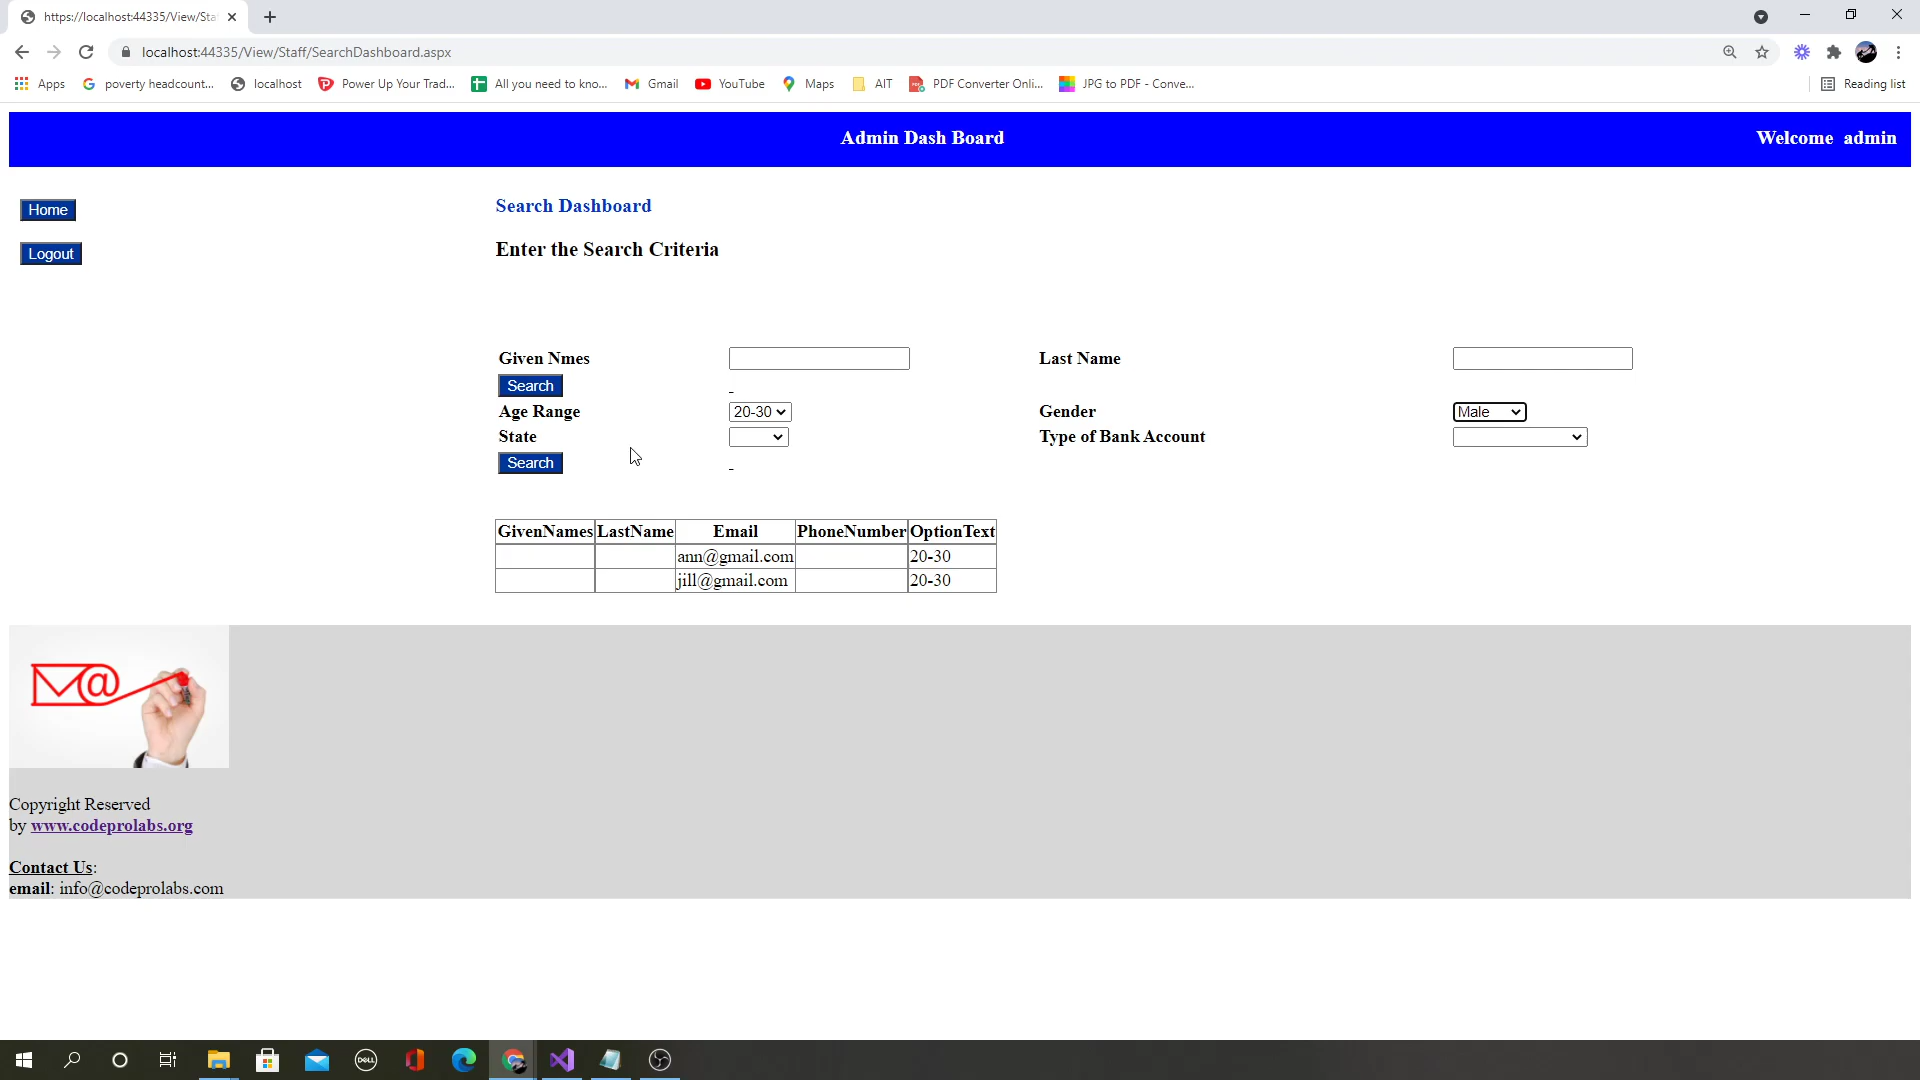 https://localhost:44335/View/Sta
localhost:44335/View/Staff/SearchDashboard.aspx
Apps poverty headcount... localhost Power Up Your Trad... All you need to kno... Gmail YouTube Maps AIT PDF Converter Onli... JPG to PDF - Conve... Reading list
Admin Dash Board Welcome admin
Home
Logout
Search Dashboard
Enter the Search Criteria
Given Nmes Last Name
Search
Age Range 20-30 Gender Male
State Type of Bank Account
Search
GivenNames LastName Email PhoneNumber OptionText
ann@gmail.com 20-30
jill@gmail.com 20-30
@
Copyright Reserved
by www.codeprolabs.org
Contact Us:
email: info@codeprolabs.com
DELL